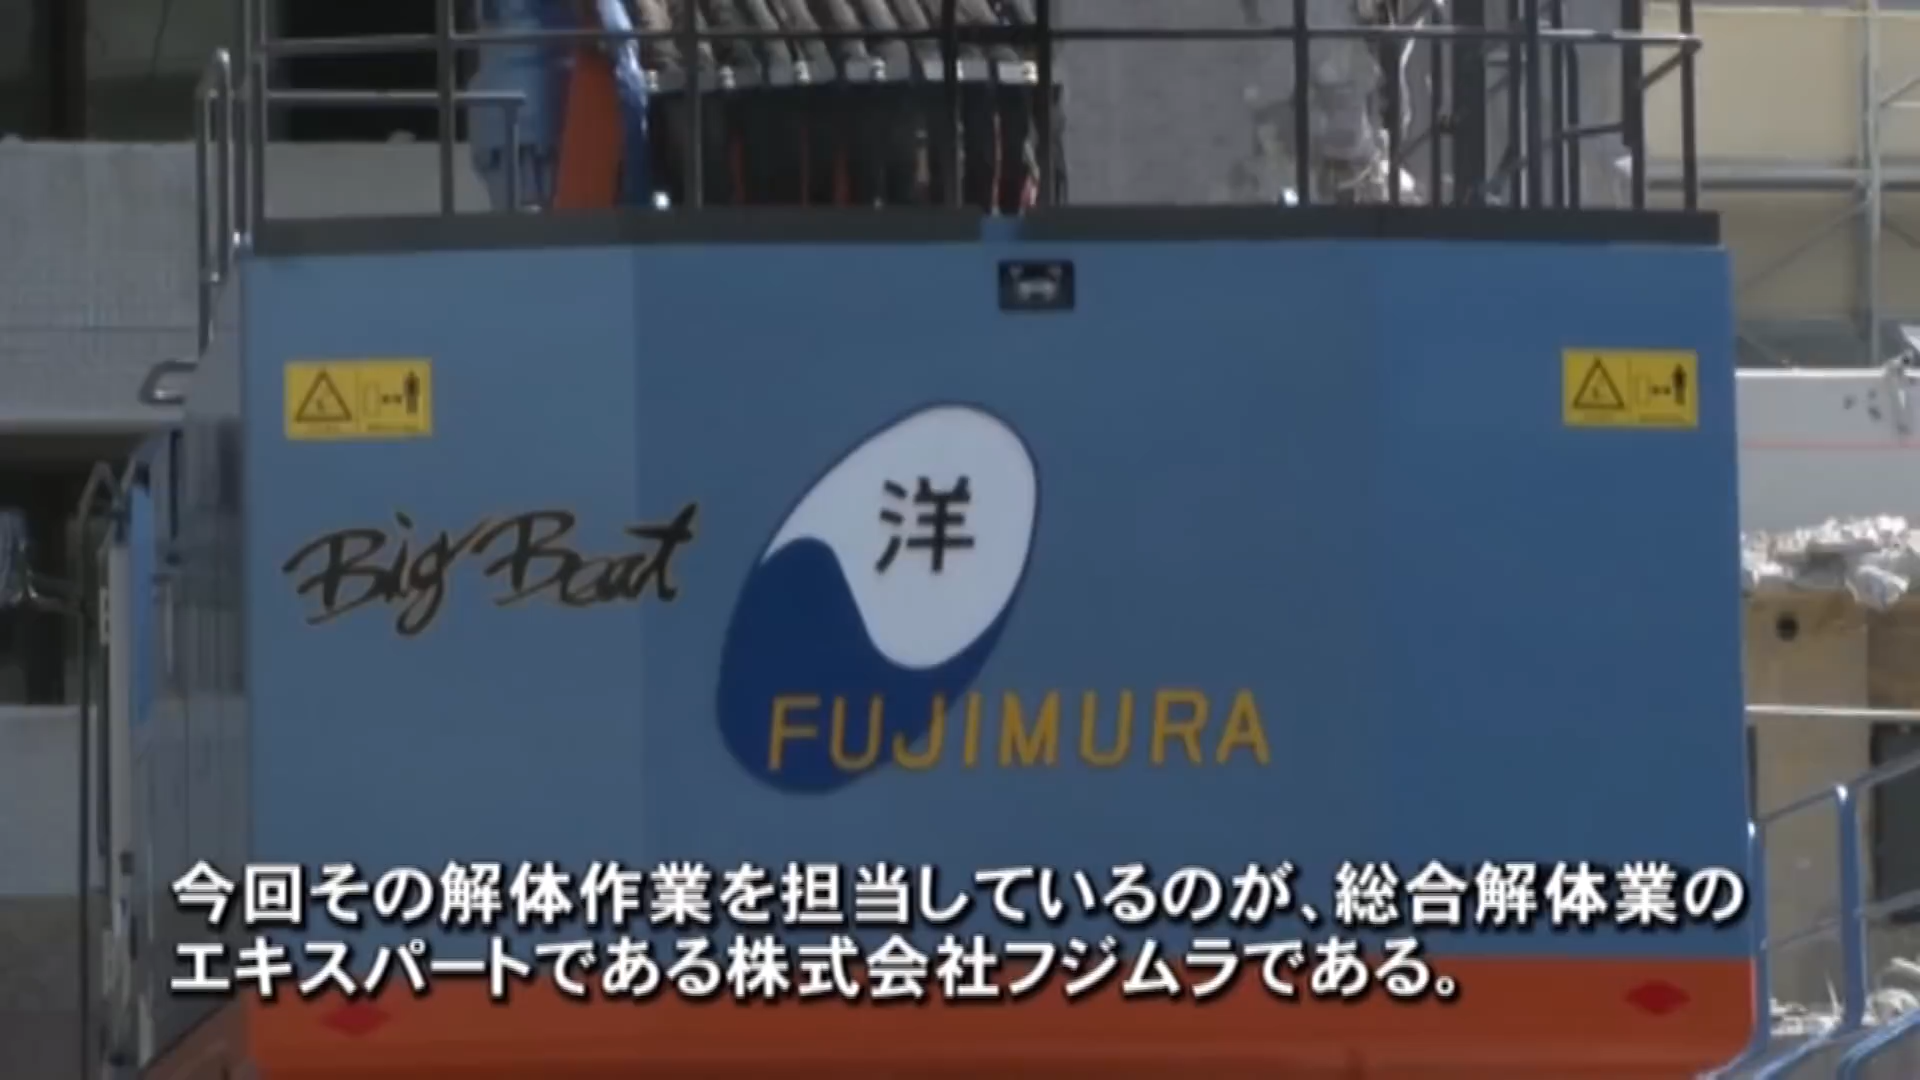 Big Boat
洋
FUJIMURA
今回その解体作業を担当しているのが、総合解体業の
エキスパートである株式会社フジムラである。